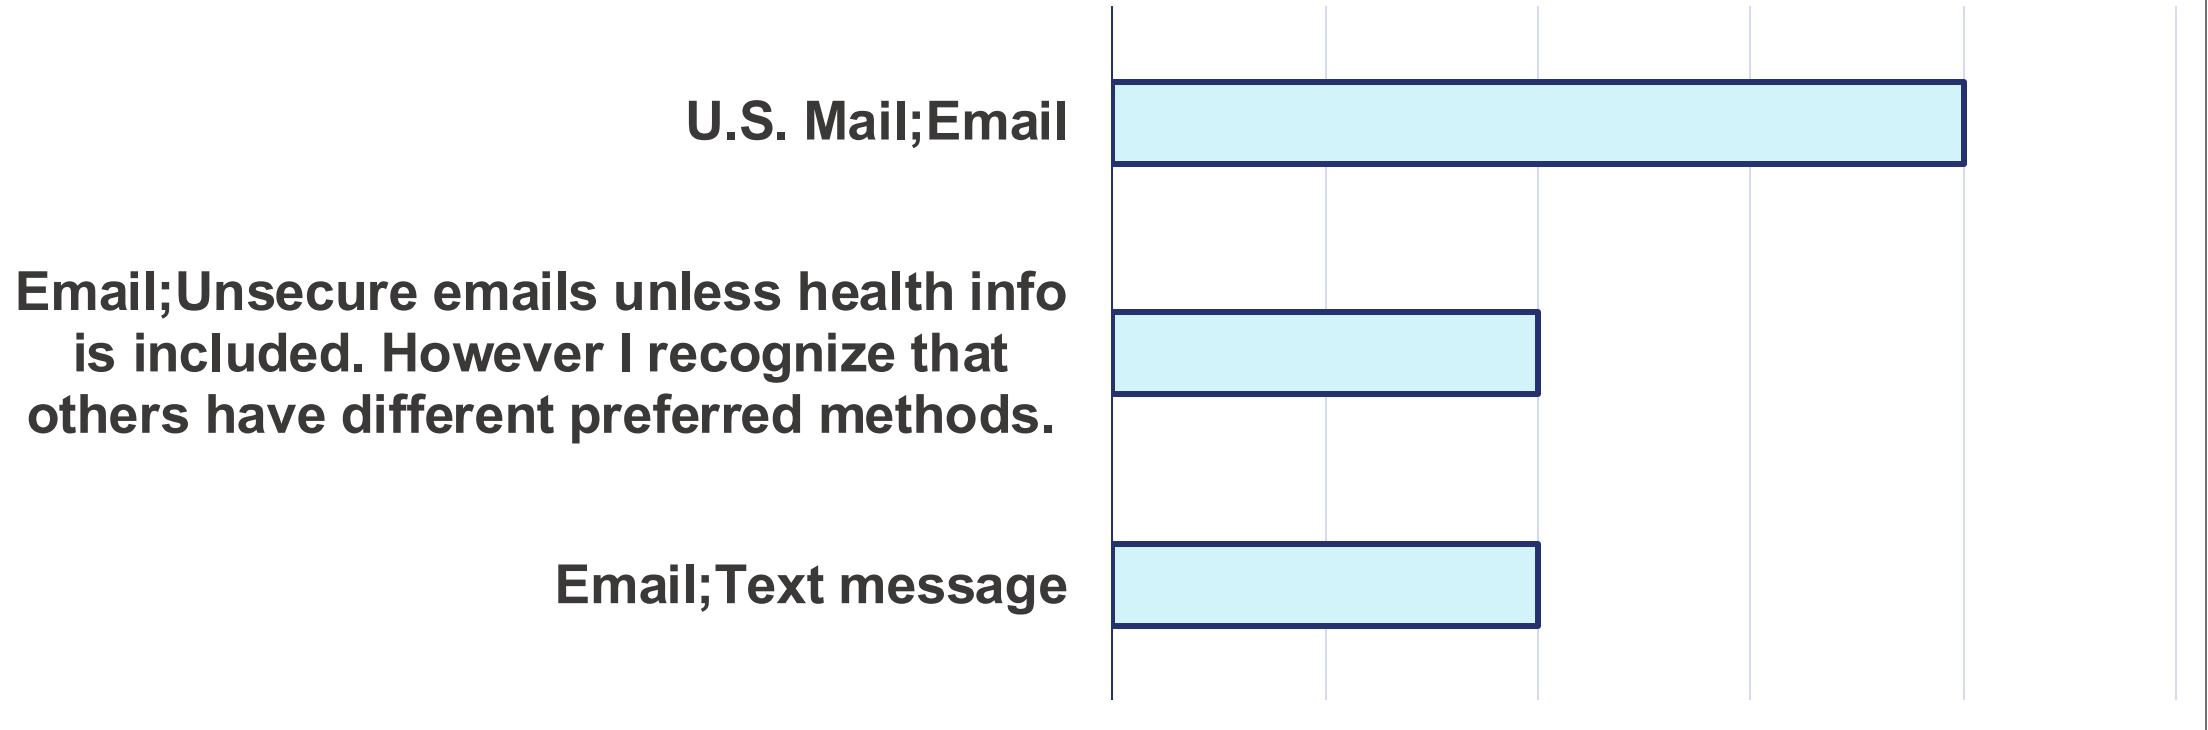 U.S. Mail;Email
Email;Unsecure emails unless health info
is included. However I recognize that
others have different preferred methods.
Email;Text message